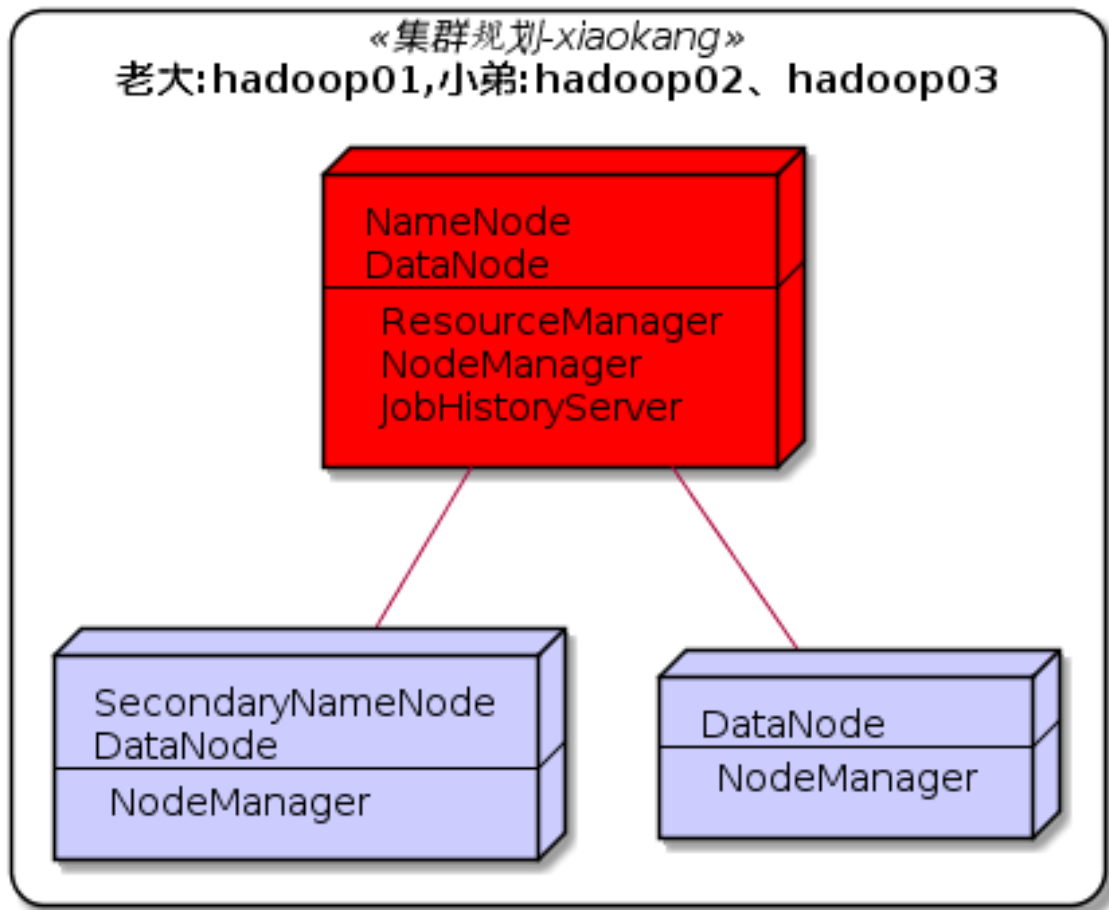 «集群规划-xiaokang»
老大:hadoop01,小弟:hadoop02、hadoop03
NameNode
DataNode
ResourceManager
NodeManager
JobHistoryServer
SecondaryNameNode
DataNode
NodeManager
DataNode
NodeManager